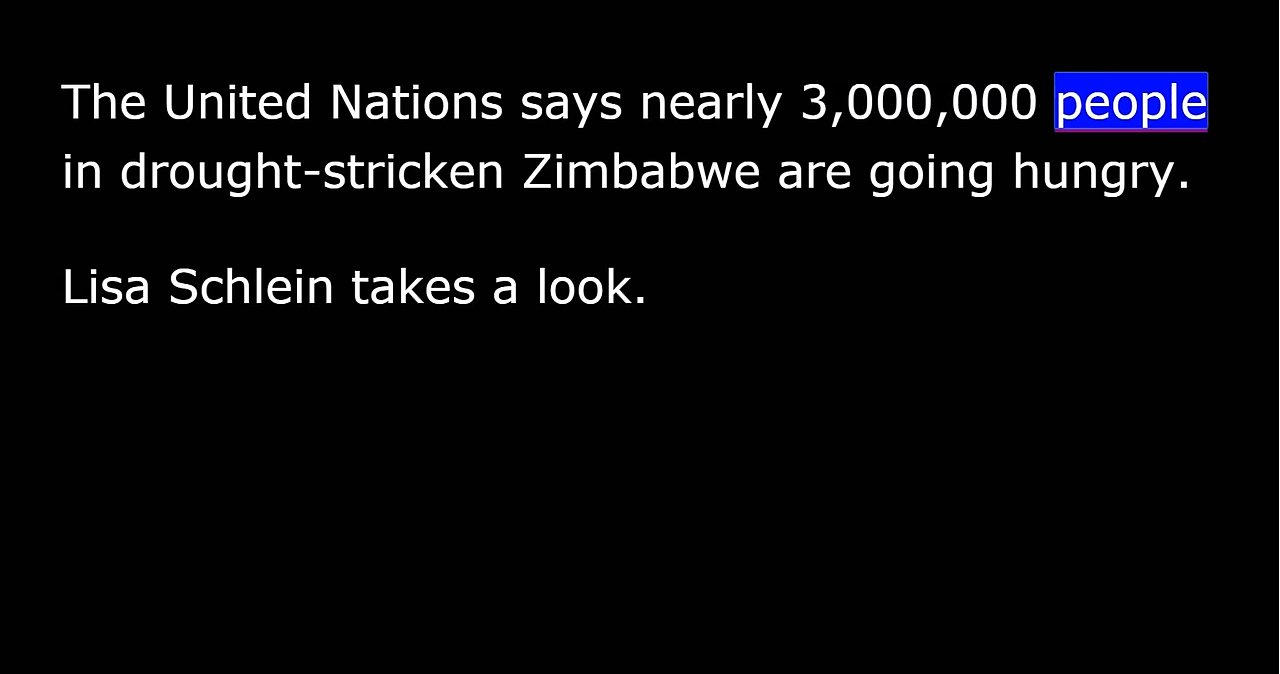 The United Nations says nearly 3,000,000 people
in drought-stricken Zimbabwe are going hungry.
Lisa Schlein takes a look.